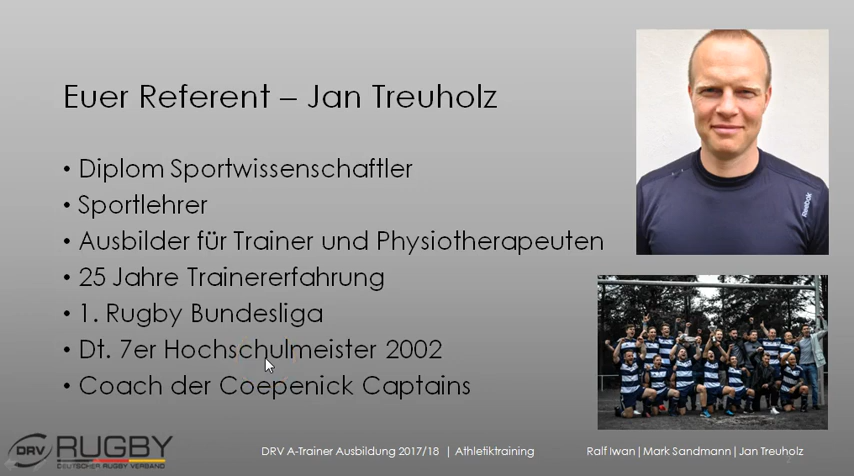 Euer Referent – Jan Treuholz
• Diplom Sportwissenschaftler
• Sportlehrer
• Ausbilder für Trainer und Physiotherapeuten
• 25 Jahre Trainererfahrung
• 1. Rugby Bundesliga
• Dt. 7er Hochschulmeister 2002
• Coach der Coepenick Captains
Reebok
DRV RUGBY
DEUTSCHER RUGBY VERBAND
DRV A-Trainer Ausbildung 2017/18 | Athletiktraining
Ralf Iwan|Mark Sandmann|Jan Treuholz